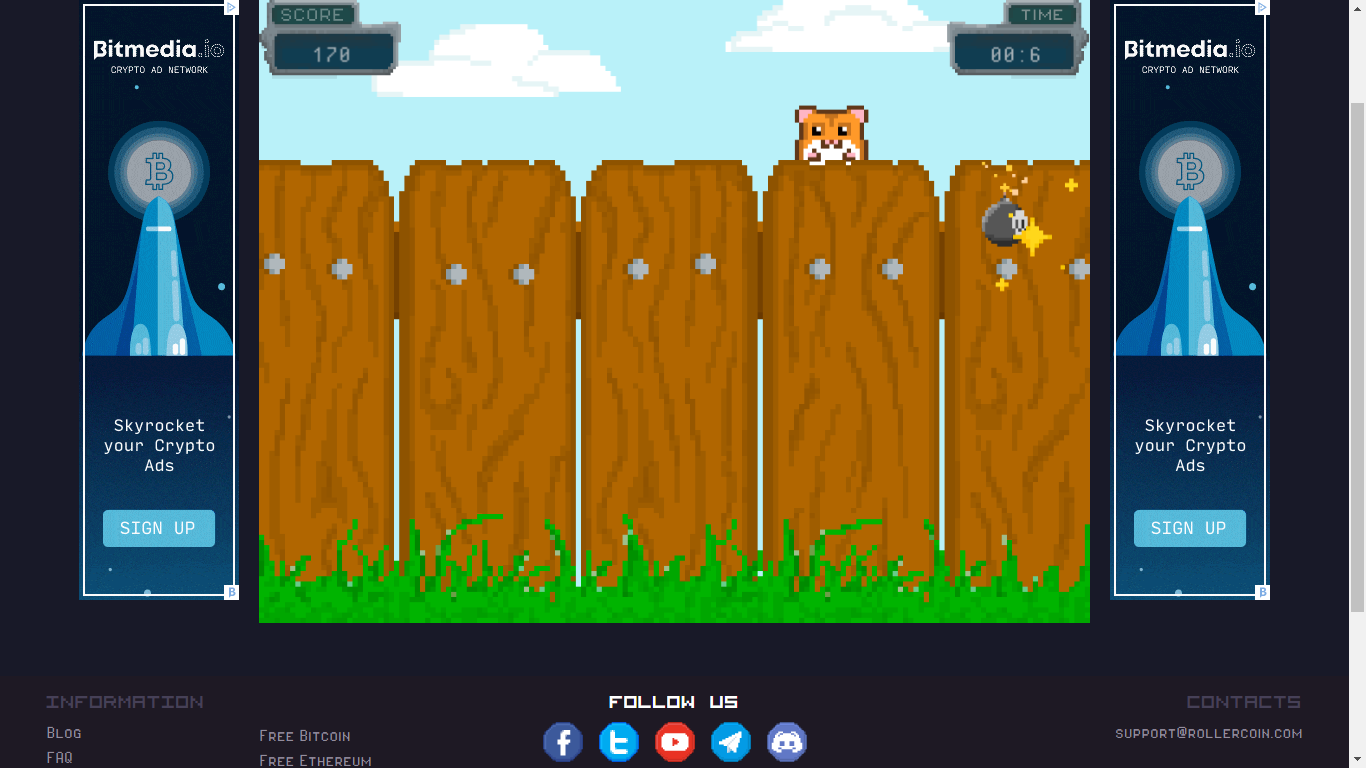 Bitmedia.io
CRYPTO AD NETWORK
Skyrocket
your Crypto
Ads
SIGN UP
SCORE
170
TIME
00:6
Bitmedia.io
CRYPTO AD NETWORK
Skyrocket
your Crypto
Ads
SIGN UP
INFORMATION
Blog
FAQ
Free Bitcoin
Free Ethereum
FOLLOW US
CONTACTS
support@rollercoin.com